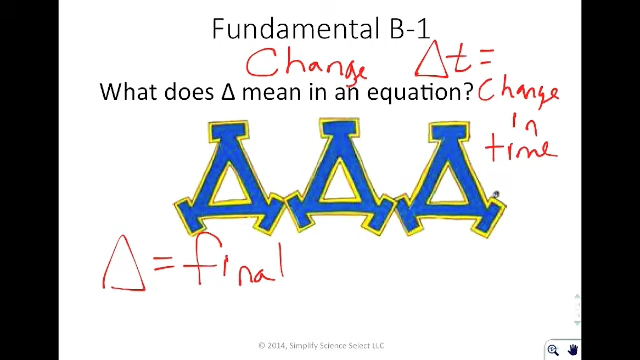 Fundamental B-1
Change
Δt =
What does Δ mean in an equation?
Change
in
time
Δ Δ Δ
Δ = final
© 2014, Simplify Science Select LLC